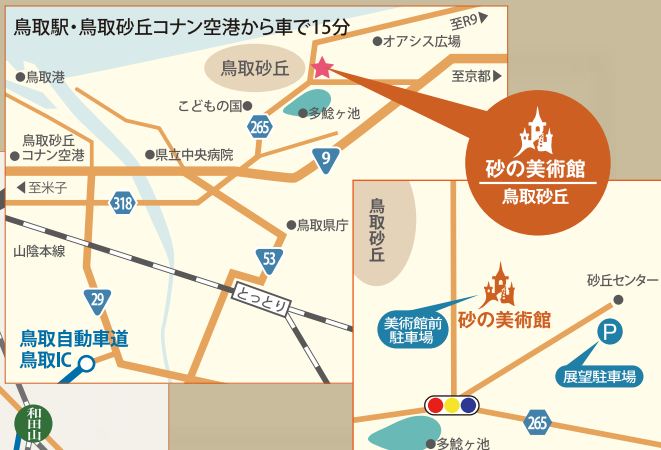 鳥取駅・鳥取砂丘コナン空港から車で15分
至R9▶
●オアシス広場
鳥取砂丘
●鳥取港
至京都▶
こどもの国●
●多鯰ヶ池
265
鳥取砂丘
●コナン空港
●県立中央病院
9
砂の美術館
鳥取砂丘
◀至米子
318
●鳥取県庁
山陰本線
53
とっとり
29
鳥取自動車道
鳥取IC
和田山
鳥取砂丘
砂丘センター
美術館前
駐車場
砂の美術館
P
展望駐車場
265
●多鯰ヶ池